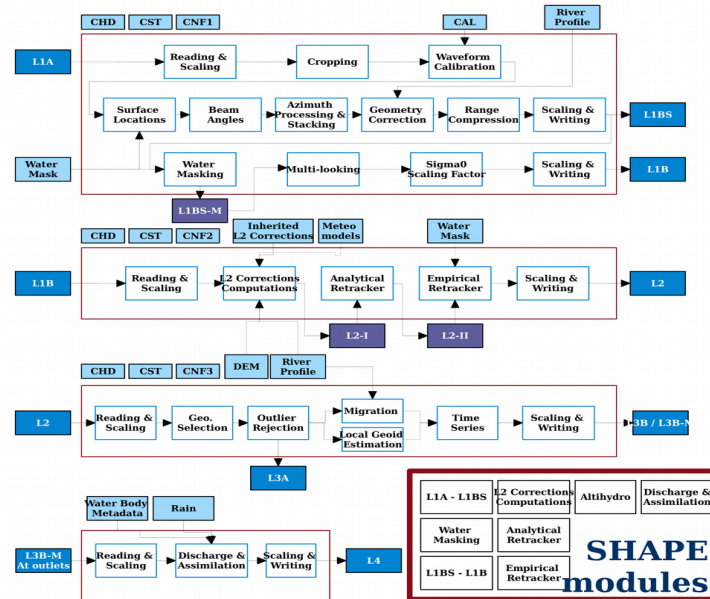 CHD CST CNF1 CAL River
Profile
L1A Reading &
Scaling Cropping Waveform
Calibration
Surface
Locations Beam
Angles Azimuth
Processing &
Stacking Geometry
Correction Range
Compression Scaling &
Writing L1BS
Water
Mask Water
Masking Multi-looking Sigma0
Scaling Factor Scaling &
Writing L1B
L1BS-M
CHD CST CNF2 Inherited
L2 Corrections Meteo
models Water
Mask
L1B Reading &
Scaling L2 Corrections
Computations Analytical
Retracker Empirical
Retracker Scaling &
Writing L2
L2-I L2-II
CHD CST CNF3 DEM River
Profile
L2 Reading &
Scaling Geo.
Selection Outlier
Rejection Migration
Local Geoid
Estimation Time
Series Scaling &
Writing 3B / L3B-M
L3A
Water Body
Metadata Rain
L3B-M
At outlets Reading &
Scaling Discharge &
Assimilation Scaling &
Writing L4
L1A - L1BS L2 Corrections
Computations Altihydro Discharge &
Assimilation
Water
Masking Analytical
Retracker
L1BS - L1B Empirical
Retracker
SHAPE
modules